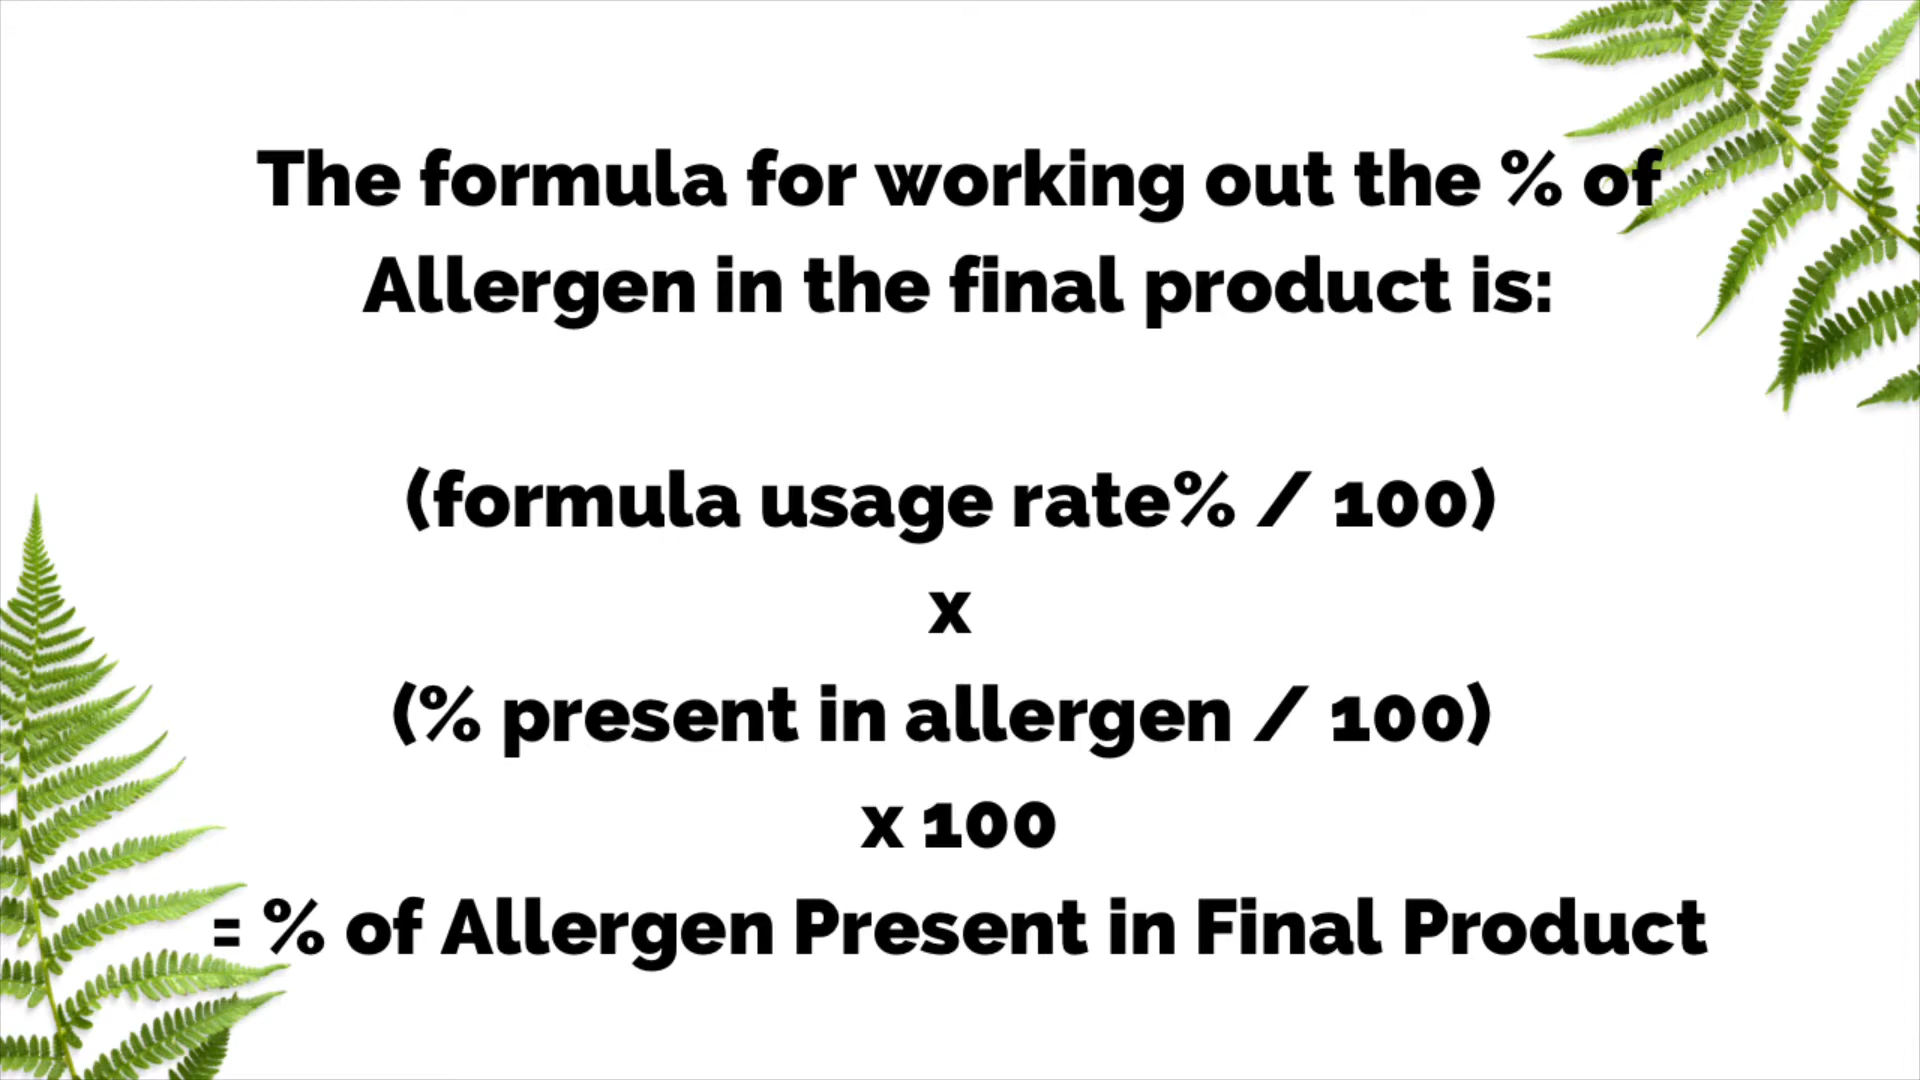 The formula for working out the % of
Allergen in the final product is:
(formula usage rate% / 100)
x
(% present in allergen / 100)
x 100
= % of Allergen Present in Final Product